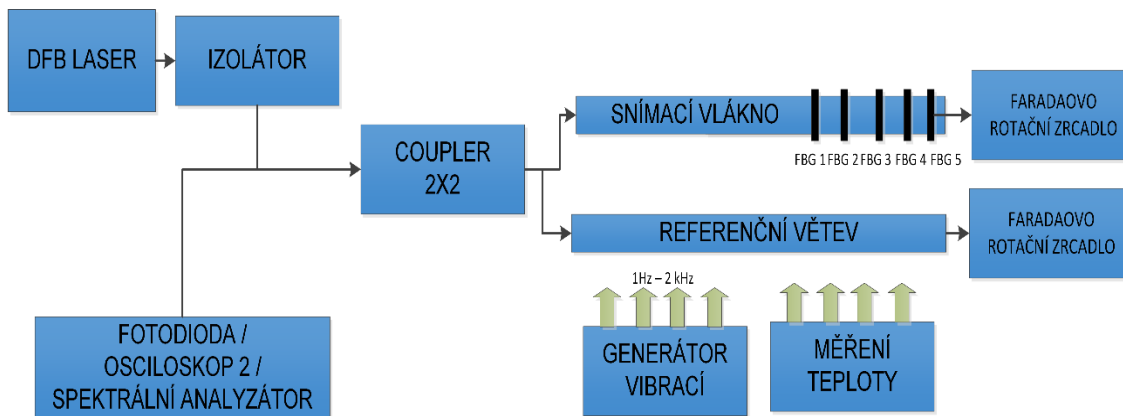 DFB LASER
IZOLÁTOR
COUPLER
2X2
SNÍMACÍ VLÁKNO
FBG 1 FBG 2 FBG 3 FBG 4 FBG 5
FARADAOVO
ROTAČNÍ ZRCADLO
REFERENČNÍ VĚTEV
FARADAOVO
ROTAČNÍ ZRCADLO
1Hz – 2 kHz
GENERÁTOR
VIBRACÍ
MĚŘENÍ
TEPLOTY
FOTODIODA /
OSCILOSKOP 2 /
SPEKTRÁLNÍ ANALYZÁTOR